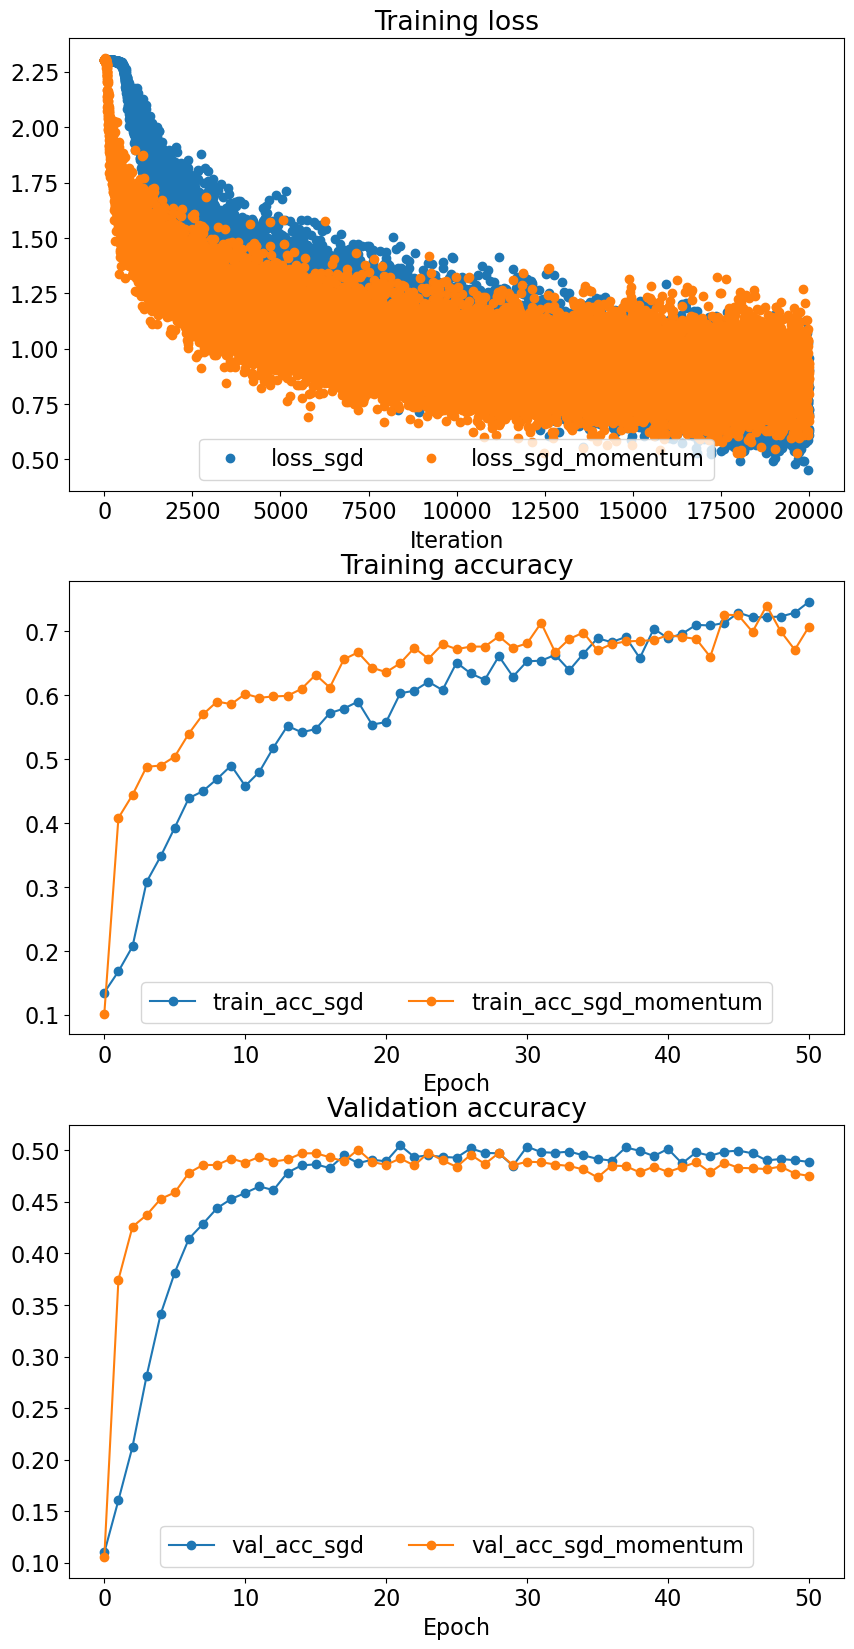 Training loss
2.25
2.00
1.75
1.50
1.25
1.00
0.75
0.50
loss_sgd loss_sgd_momentum
0 2500 5000 7500 10000 12500 15000 17500 20000
Iteration
Training accuracy
0.7
0.6
0.5
0.4
0.3
0.2
0.1
train_acc_sgd train_acc_sgd_momentum
0 10 20 30 40 50
Epoch
Validation accuracy
0.50
0.45
0.40
0.35
0.30
0.25
0.20
0.15
0.10
val_acc_sgd val_acc_sgd_momentum
0 10 20 30 40 50
Epoch